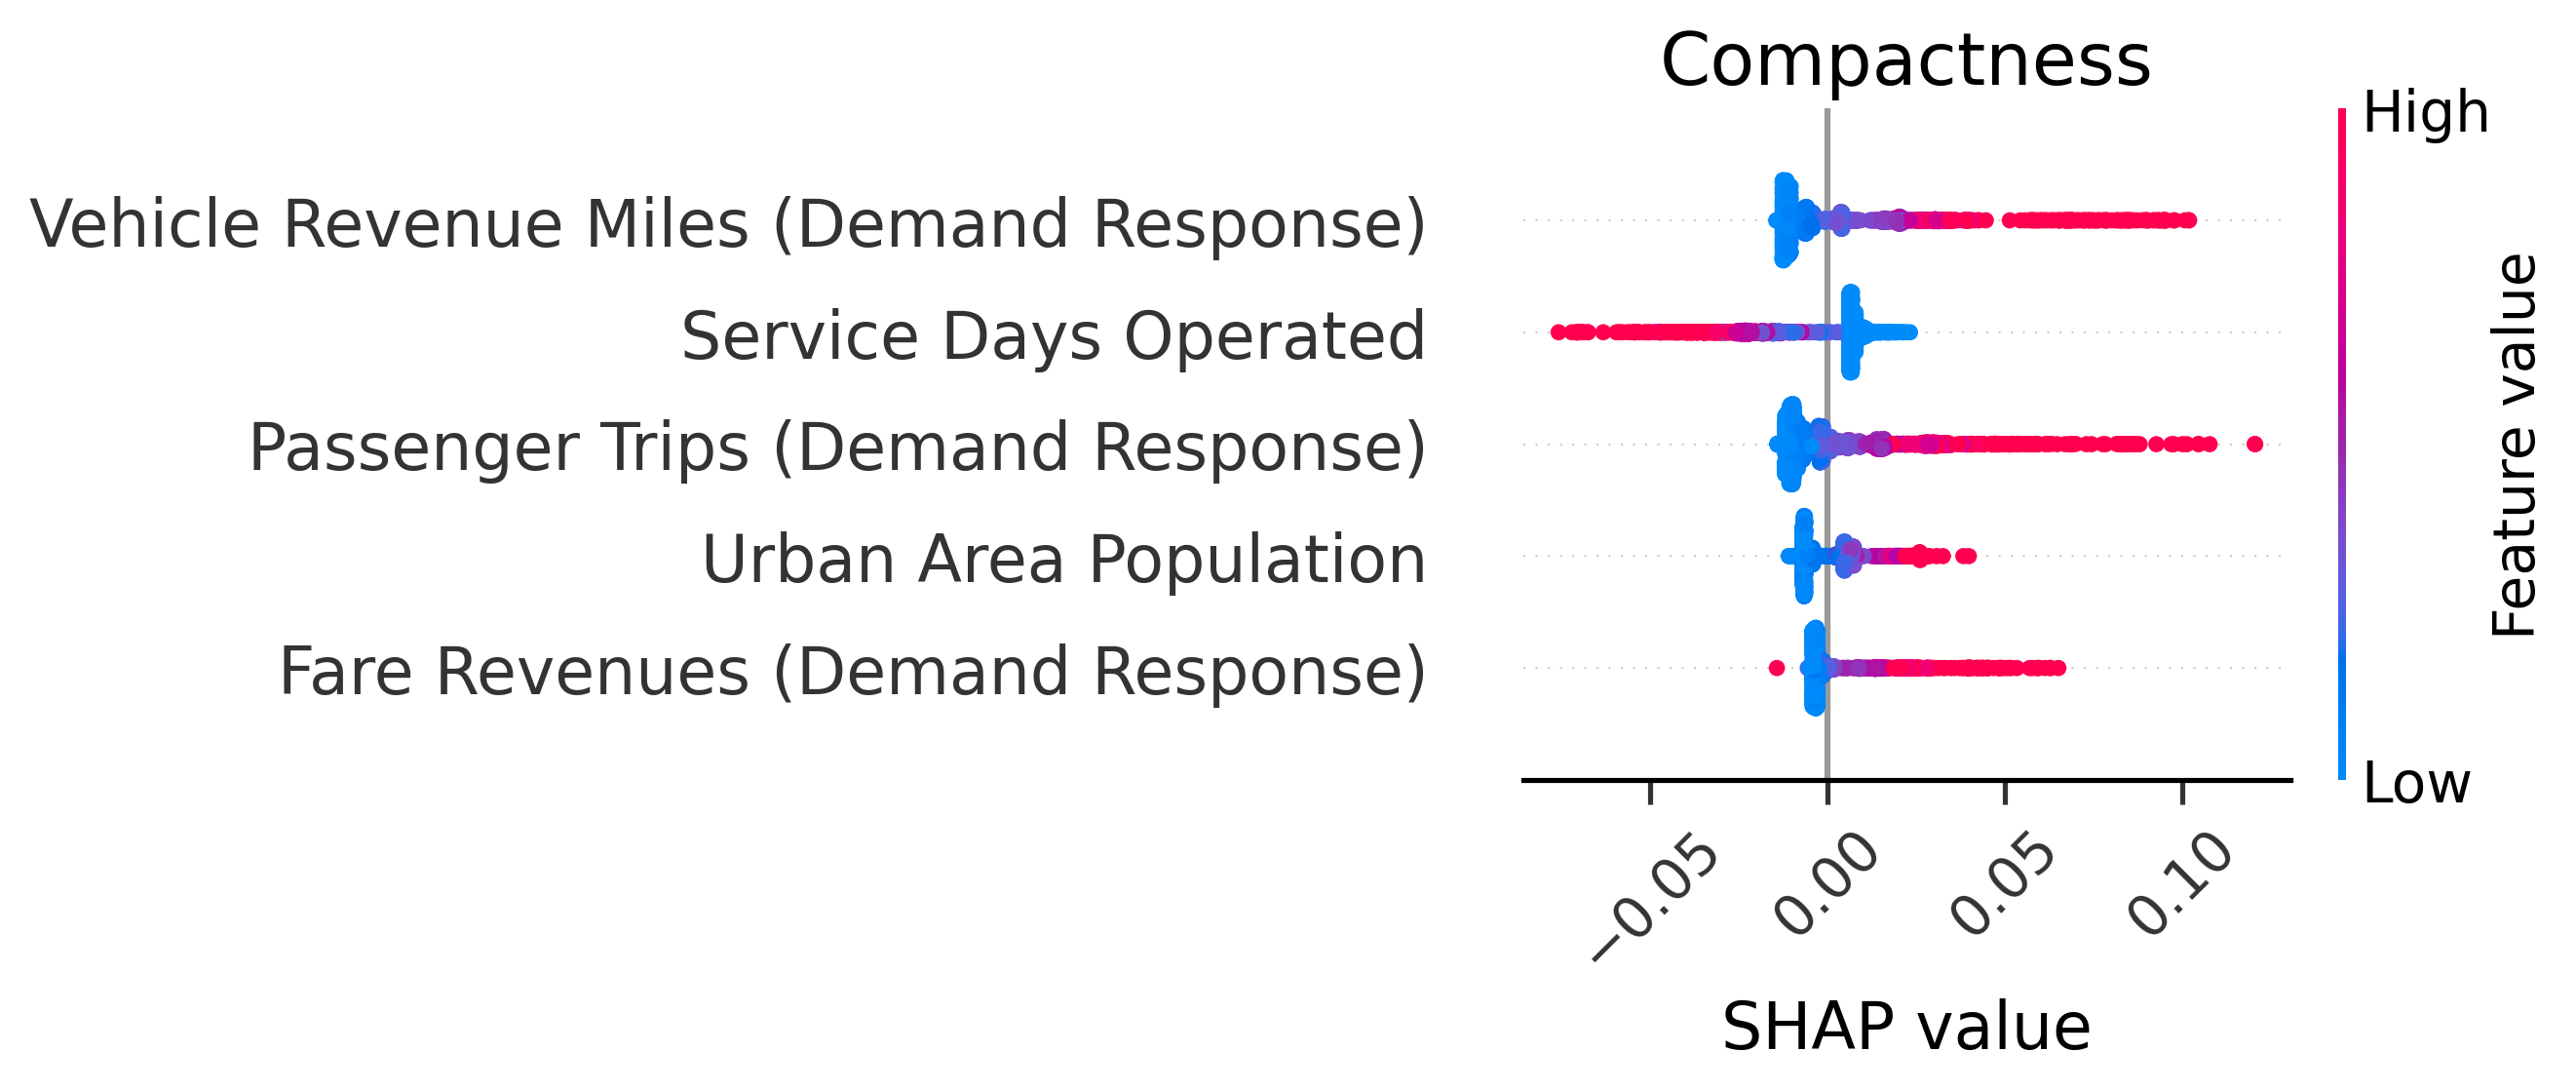 Compactness
High
Vehicle Revenue Miles (Demand Response)
Service Days Operated
Passenger Trips (Demand Response)
Urban Area Population
Fare Revenues (Demand Response)
Feature value
Low
−0.05
0.00
0.05
0.10
SHAP value